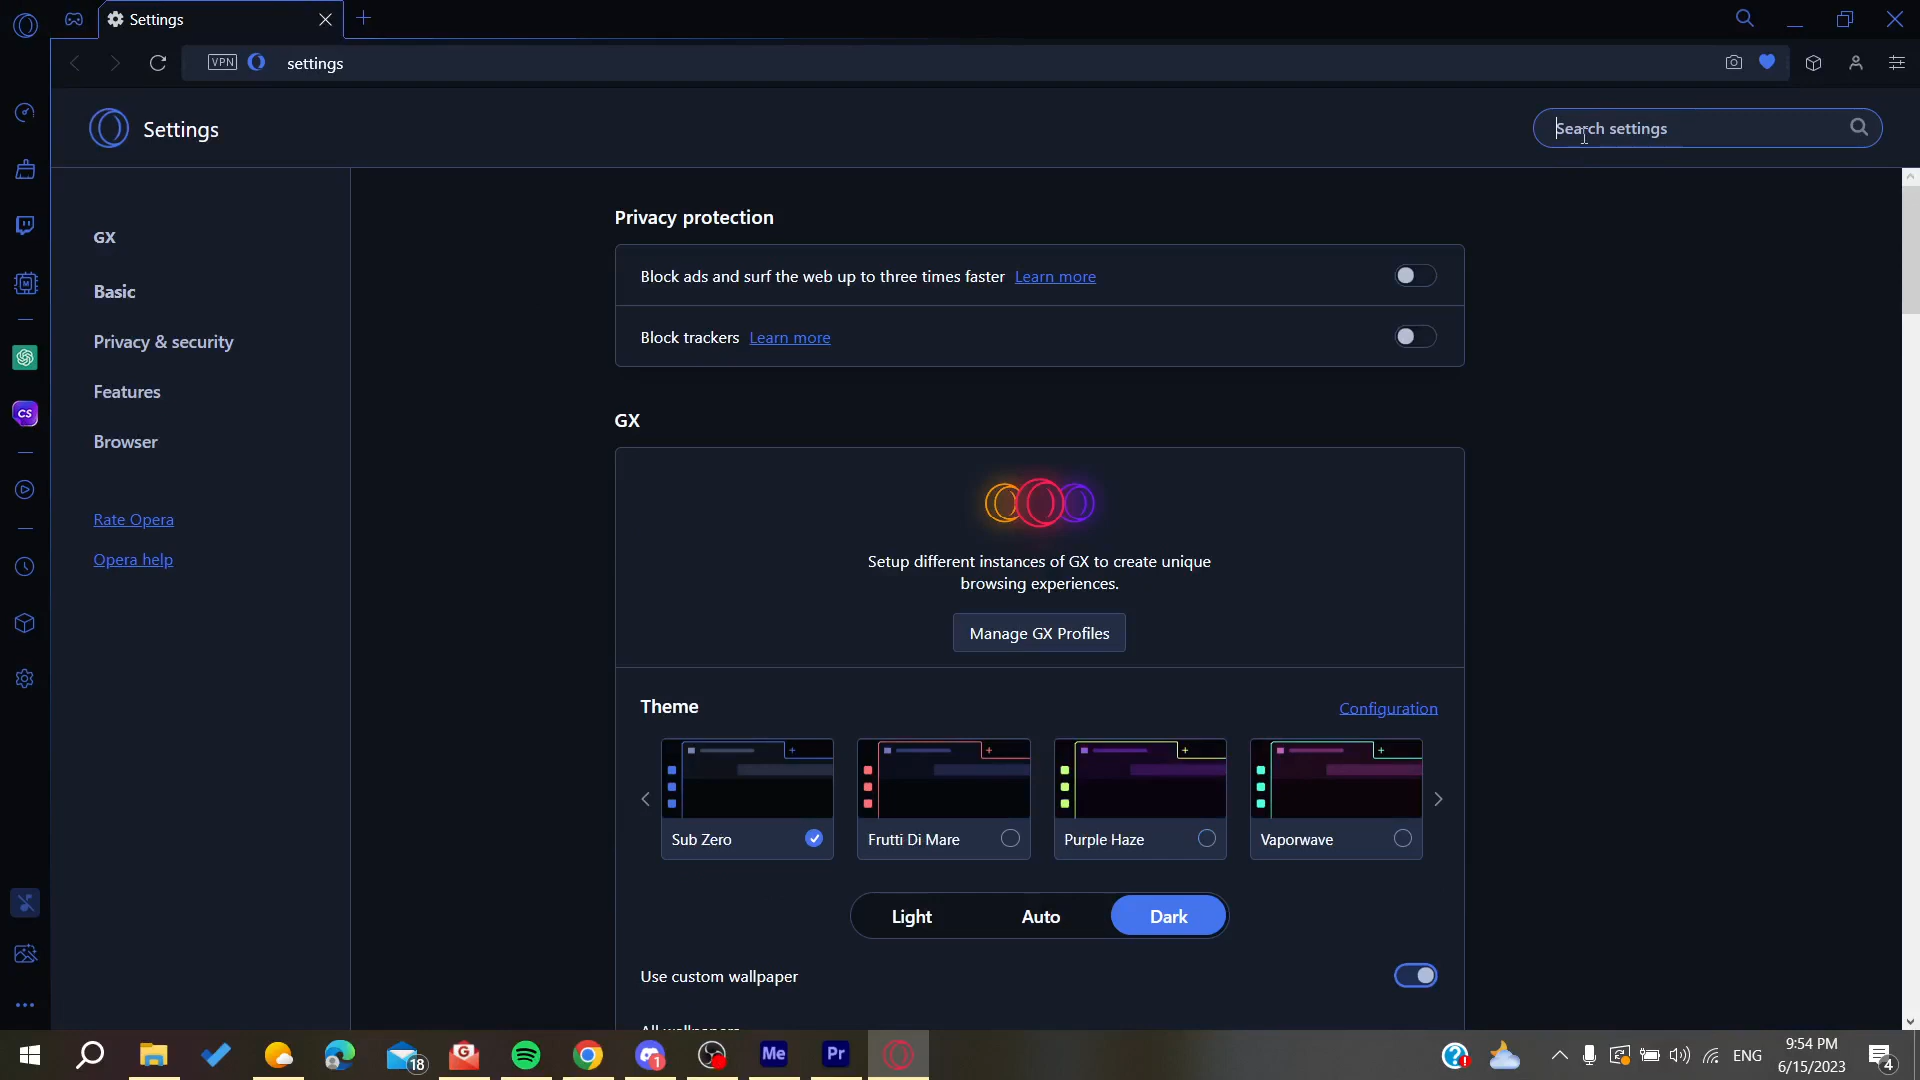 Settings
VPN
settings
Settings
Search settings
GX
Basic
Privacy & security
Features
Browser
Rate Opera
Opera help
CS
Privacy protection
Block ads and surf the web up to three times faster Learn more
Block trackers Learn more
GX
Setup different instances of GX to create unique
browsing experiences.
Manage GX Profiles
Theme
Configuration
Sub Zero
Frutti Di Mare
Purple Haze
Vaporwave
Light
Auto
Dark
Use custom wallpaper
18
G
1
Me
Pr
ENG
9:54 PM
6/15/2023
4